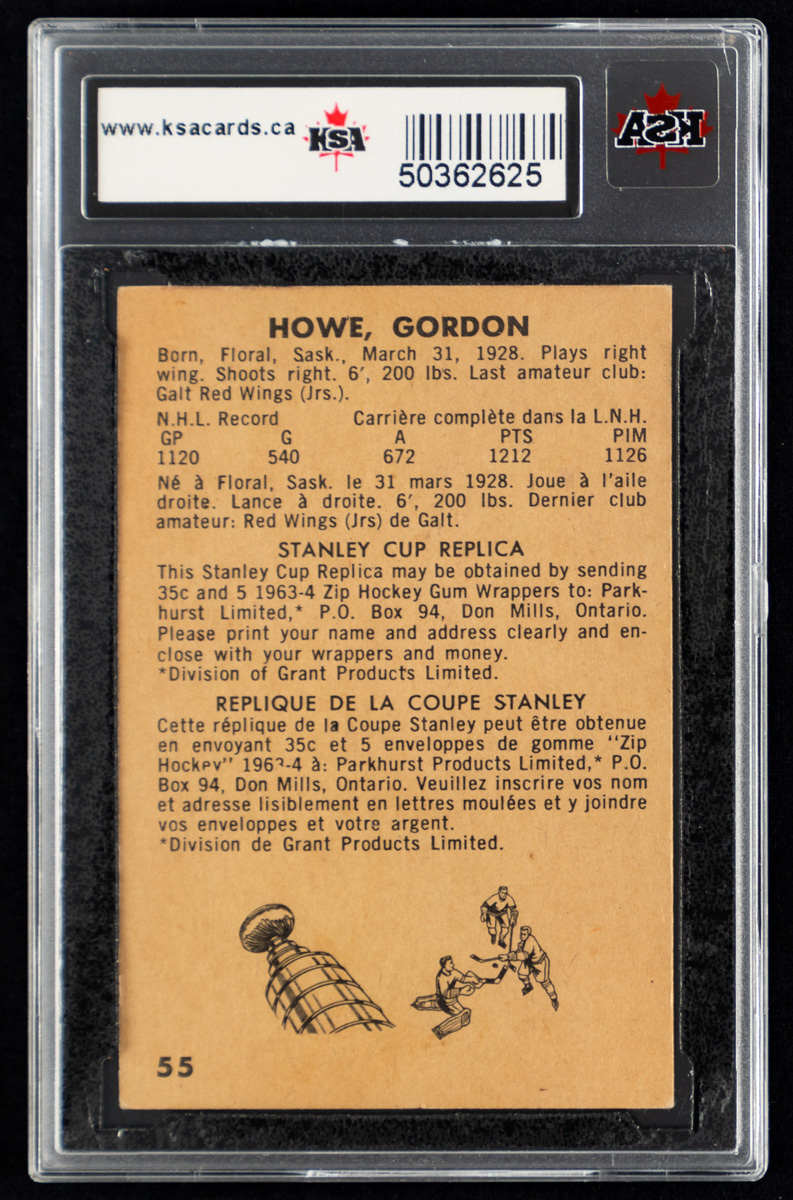 www.ksacards.ca
KSA
50362625
KSA
HOWE, GORDON
Born, Floral, Sask., March 31, 1928. Plays right
wing. Shoots right. 6′, 200 lbs. Last amateur club:
Galt Red Wings (Jrs.).
N.H.L. Record Carrière complète dans la L.N.H.
GP G A PTS PIM
1120 540 672 1212 1126
Né à Floral, Sask. le 31 mars 1928. Joue à l'aile
droite. Lance à droite. 6′, 200 lbs. Dernier club
amateur: Red Wings (Jrs) de Galt.
STANLEY CUP REPLICA
This Stanley Cup Replica may be obtained by sending
35c and 5 1963-4 Zip Hockey Gum Wrappers to: Park-
hurst Limited,* P.O. Box 94, Don Mills, Ontario.
Please print your name and address clearly and en-
close with your wrappers and money.
*Division of Grant Products Limited.
REPLIQUE DE LA COUPE STANLEY
Cette réplique de la Coupe Stanley peut être obtenue
en envoyant 35c et 5 enveloppes de gomme "Zip
Hockey" 1963-4 à: Parkhurst Products Limited,* P.O.
Box 94, Don Mills, Ontario. Veuillez inscrire vos nom
et adresse lisiblement en lettres moulées et y joindre
vos enveloppes et votre argent.
*Division de Grant Products Limited.
55